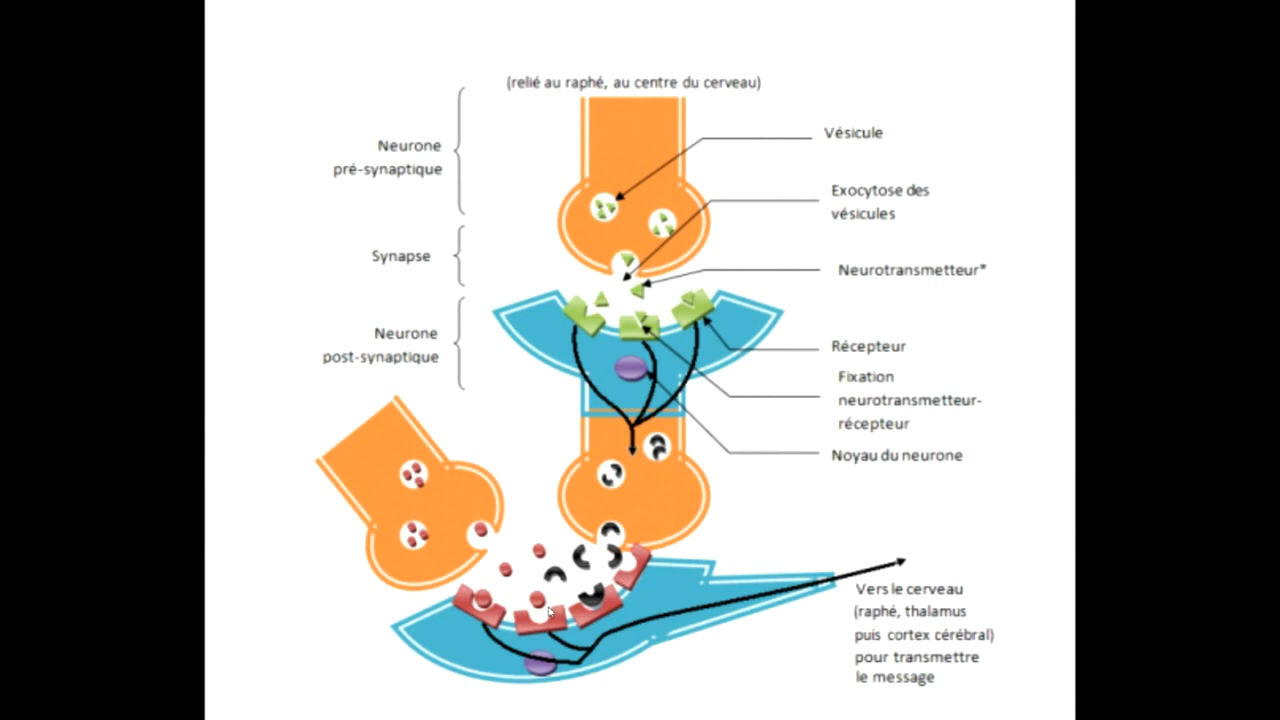 (relié au raphé, au centre du cerveau)
Neurone
pré-synaptique
Synapse
Neurone
post-synaptique
Vésicule
Exocytose des
vésicules
Neurotransmetteur*
Récepteur
Fixation
neurotransmetteur-
récepteur
Noyau du neurone
Vers le cerveau
(raphé, thalamus
puis cortex cérébral)
pour transmettre
le message